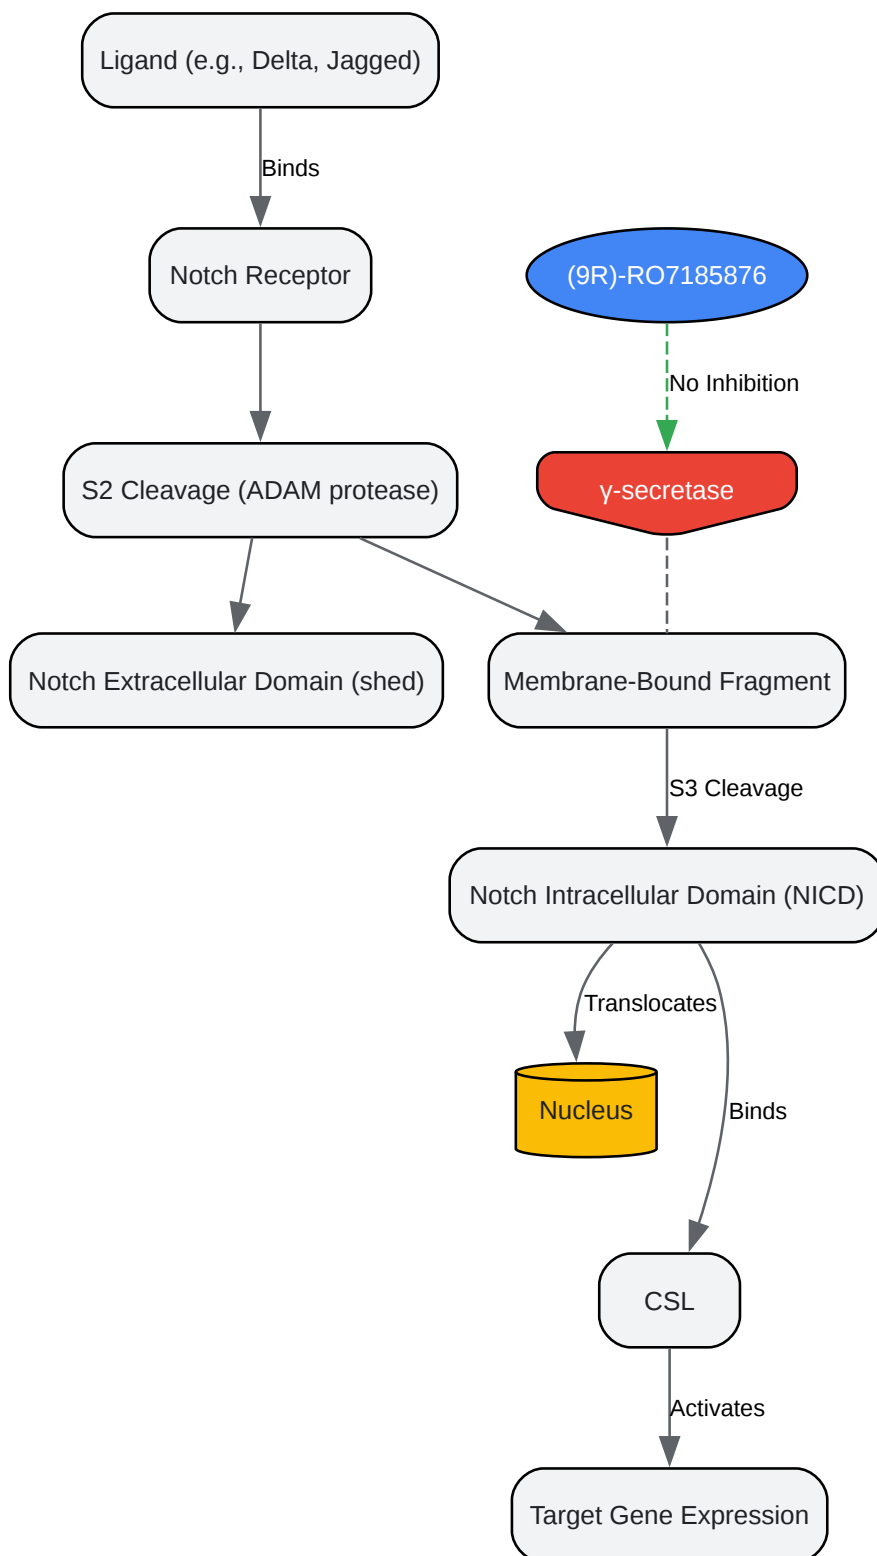 Ligand (e.g., Delta, Jagged)
Binds
Notch Receptor
(9R)-RO7185876
No Inhibition
S2 Cleavage (ADAM protease)
γ-secretase
Notch Extracellular Domain (shed)
Membrane-Bound Fragment
S3 Cleavage
Notch Intracellular Domain (NICD)
Translocates
Nucleus
Binds
CSL
Activates
Target Gene Expression